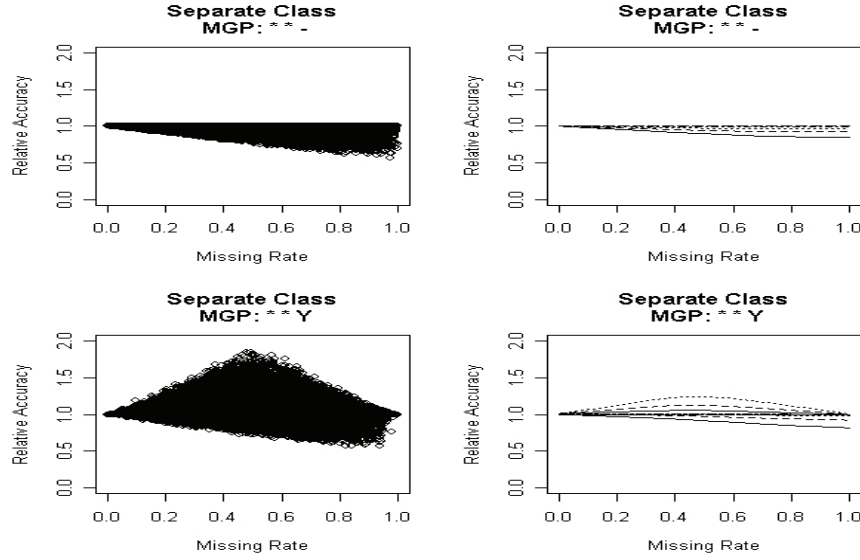 Separate Class
MGP: * * -
Relative Accuracy
2.0
1.5
1.0
0.5
0.0
0.0 0.2 0.4 0.6 0.8 1.0
Missing Rate
Separate Class
MGP: * * -
Relative Accuracy
2.0
1.5
1.0
0.5
0.0
0.0 0.2 0.4 0.6 0.8 1.0
Missing Rate
Separate Class
MGP: * * Y
Relative Accuracy
2.0
1.5
1.0
0.5
0.0
0.0 0.2 0.4 0.6 0.8 1.0
Missing Rate
Separate Class
MGP: * * Y
Relative Accuracy
2.0
1.5
1.0
0.5
0.0
0.0 0.2 0.4 0.6 0.8 1.0
Missing Rate